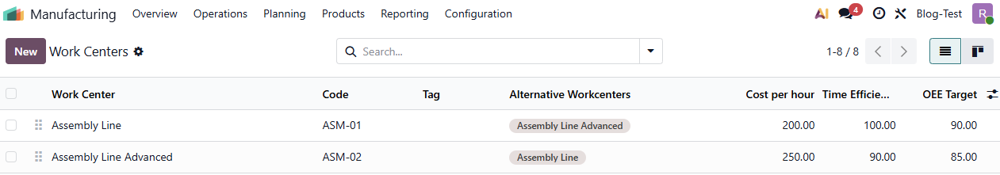 Manufacturing Overview Operations Planning Products Reporting Configuration AI 4 Blog-Test R
New Work Centers Search... 1-8 / 8
Work Center Code Tag Alternative Workcenters Cost per hour Time Efficie... OEE Target
Assembly Line ASM-01 Assembly Line Advanced 200.00 100.00 90.00
Assembly Line Advanced ASM-02 Assembly Line 250.00 90.00 85.00